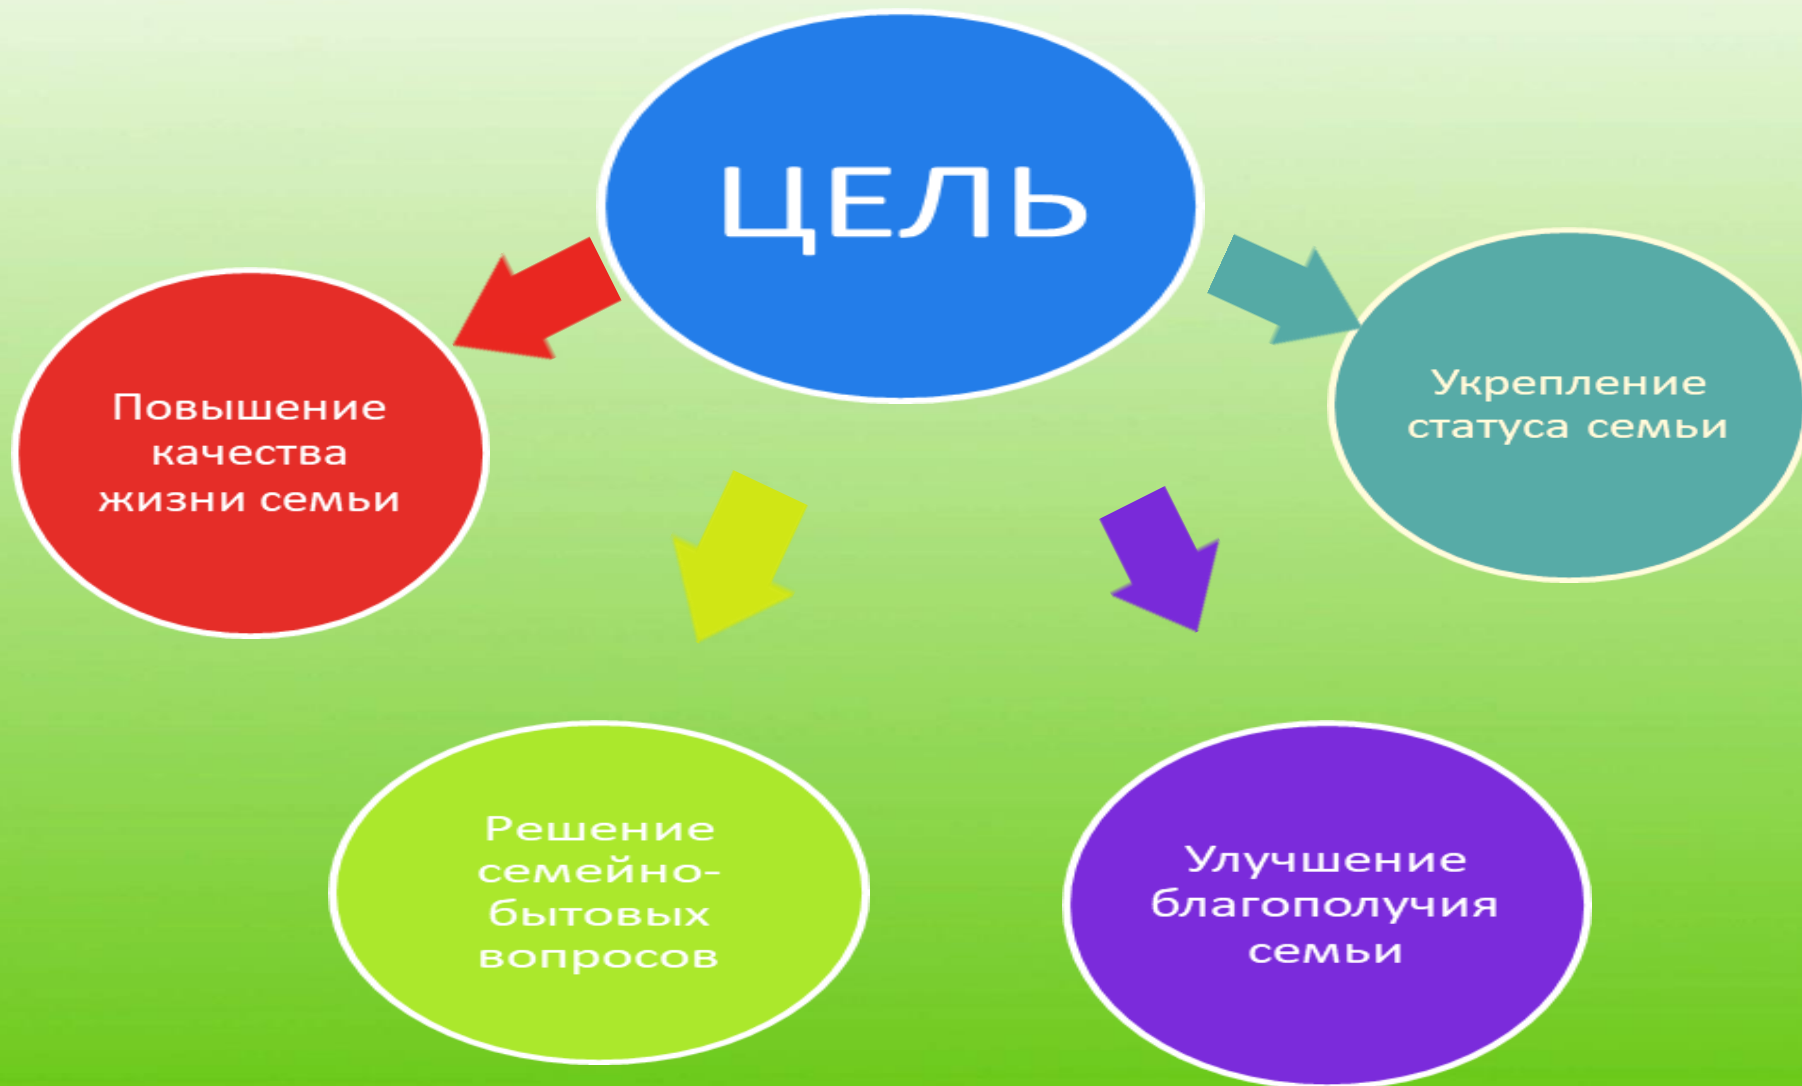 ЦЕЛЬ
Повышение
качества
жизни семьи
Укрепление
статуса семьи
Решение
семейно-
бытовых
вопросов
Улучшение
благополучия
семьи